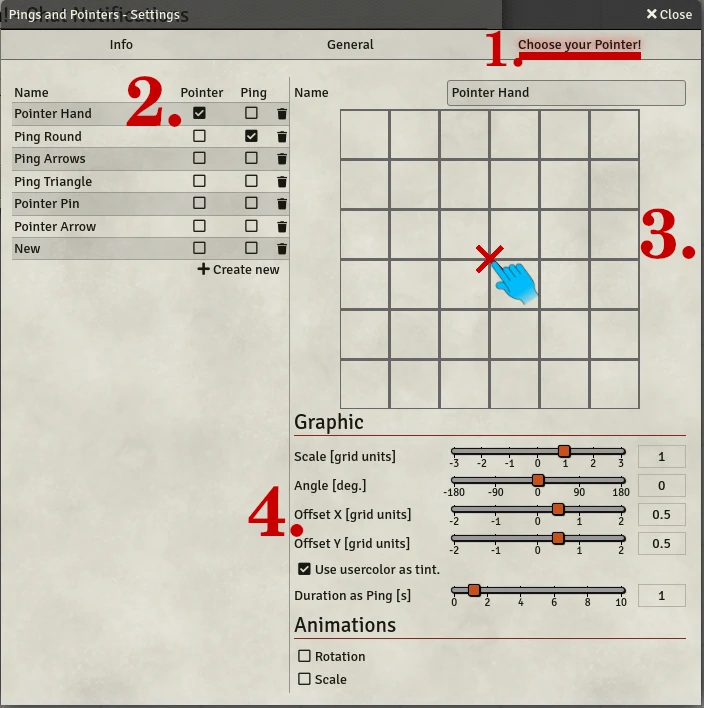 Pings and Pointers - Settings
Close
Info General Choose your Pointer!
1.
Name Pointer Ping
2.
Pointer Hand
Ping Round
Ping Arrows
Ping Triangle
Pointer Pin
Pointer Arrow
New
Create new
Name Pointer Hand
3.
Graphic
Scale [grid units] 1
-3 -2 -1 0 1 2 3
Angle [deg.] 0
-180 -90 0 90 180
4.
Offset X [grid units] 0.5
-2 -1 0 1 2
Offset Y [grid units] 0.5
-2 -1 0 1 2
Use usercolor as tint.
Duration as Ping [s] 1
0 2 4 6 8 10
Animations
Rotation
Scale